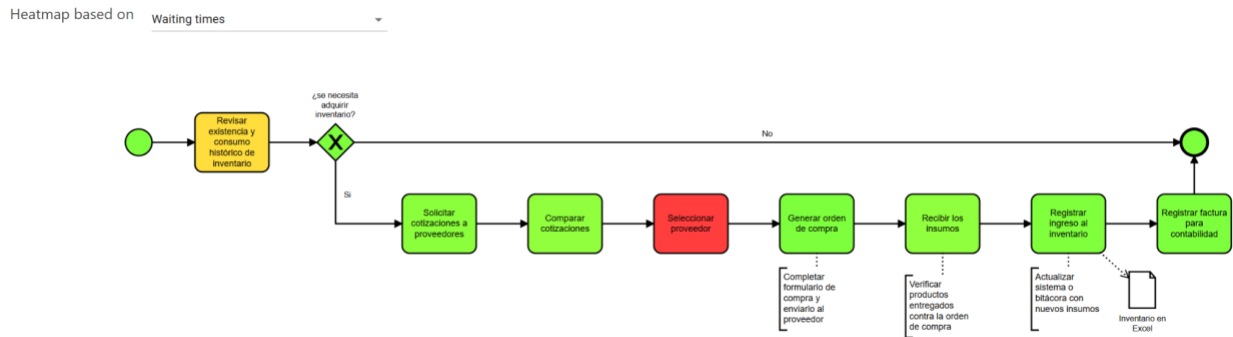 Heatmap based on
Waiting times
¿se necesita
adquirir
inventario?
Revisar
existencia y
consumo
histórico de
inventario
No
Si
Solicitar
cotizaciones a
proveedores
Comparar
cotizaciones
Seleccionar
proveedor
Generar orden
de compra
Recibir los
insumos
Registrar
ingreso al
inventario
Registrar factura
para
contabilidad
Completar
formulario de
compra y
enviarlo al
proveedor
Verificar
productos
entregados
contra la orden
de compra
Actualizar
sistema o
bitácora con
nuevos insumos
Inventario en
Excel